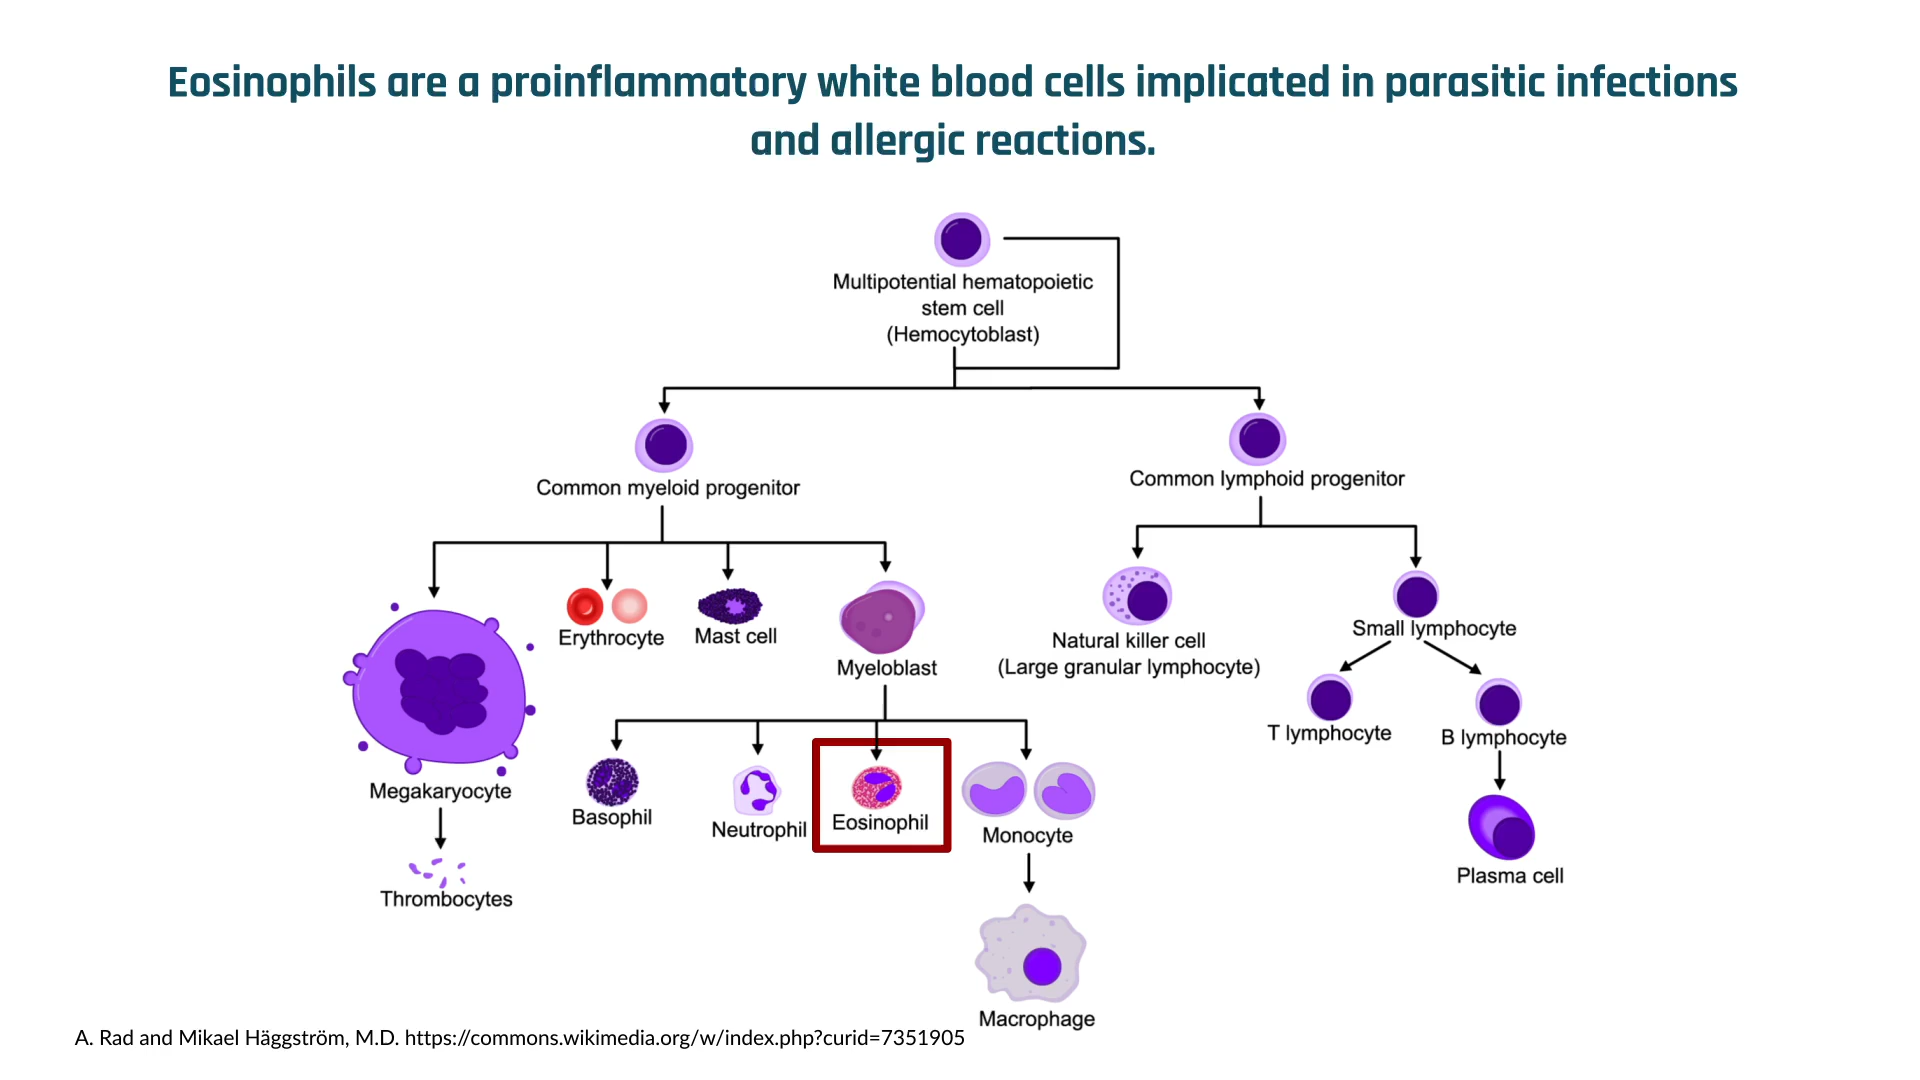 Eosinophils are a proinflammatory white blood cells implicated in parasitic infections
and allergic reactions.
Multipotential hematopoietic
stem cell
(Hemocytoblast)
Common myeloid progenitor
Common lymphoid progenitor
Erythrocyte
Mast cell
Myeloblast
Natural killer cell
(Large granular lymphocyte)
Small lymphocyte
T lymphocyte
B lymphocyte
Megakaryocyte
Basophil
Neutrophil
Eosinophil
Monocyte
Plasma cell
Thrombocytes
Macrophage
A. Rad and Mikael Häggström, M.D. https://commons.wikimedia.org/w/index.php?curid=7351905